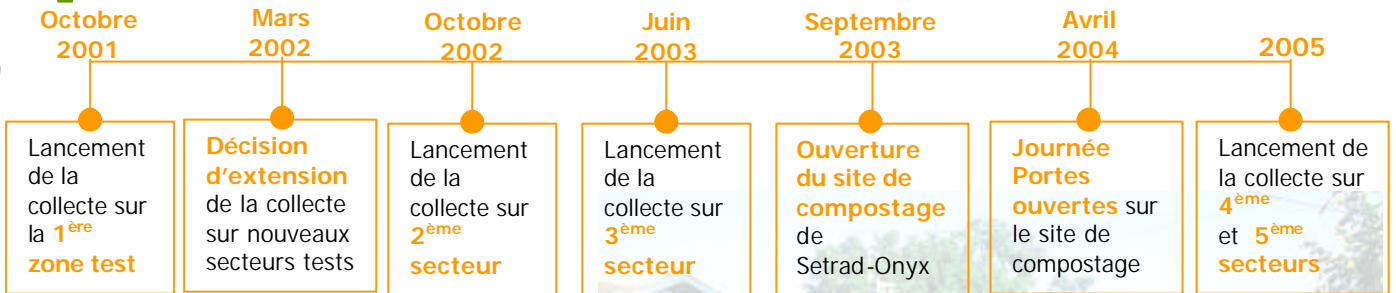 Octobre
2001
Mars
2002
Octobre
2002
Juin
2003
Septembre
2003
Avril
2004
2005
Lancement
de la
collecte sur
la 1ère
zone test
Décision
d'extension
de la collecte
sur nouveaux
secteurs tests
Lancement
de la
collecte sur
2ème
secteur
Lancement
de la
collecte sur
3ème
secteur
Ouverture
du site de
compostage
de
Setrad-Onyx
Journée
Portes
ouvertes sur
le site de
compostage
Lancement de
la collecte sur
4ème
et 5ème
secteurs